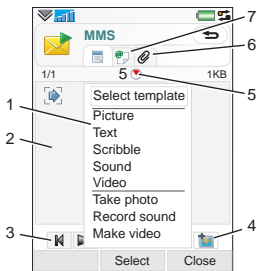 7
MMS
6
1/1
5
1KB
5
Select template
1
Picture
Text
2
Scribble
Sound
Video
Take photo
4
3
Record sound
Make video
Select
Close